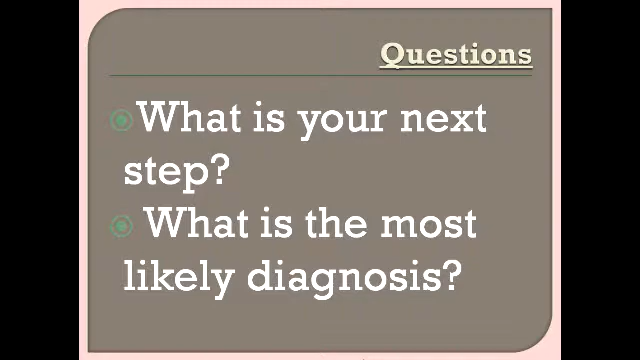 Questions
What is your next
step?
What is the most
likely diagnosis?